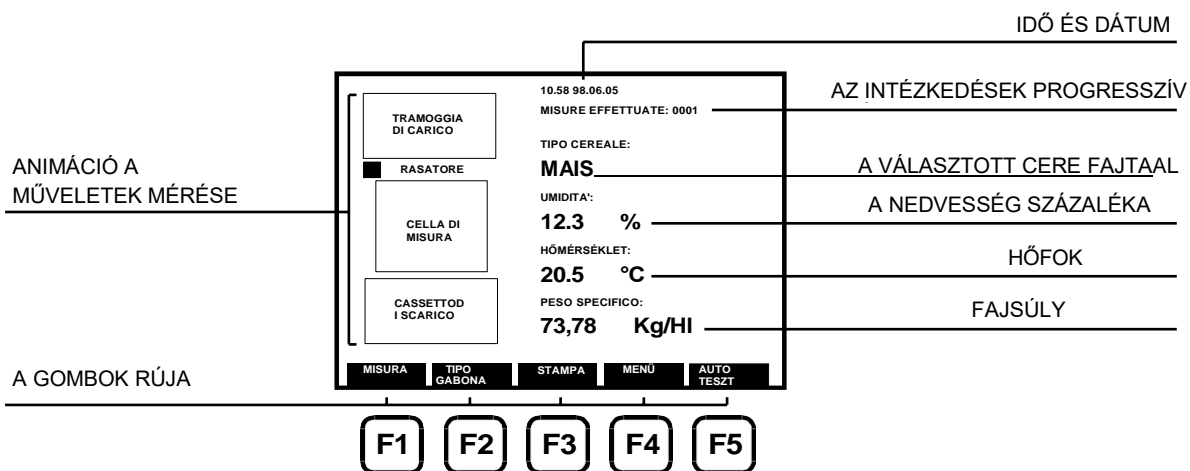 IDŐ ÉS DÁTUM
10.58 98.06.05
AZ INTÉZKEDÉSEK PROGRESSZÍV
MISURE EFFETTUATE: 0001
TRAMOGGIA
DI CARICO
TIPO CEREALE:
ANIMÁCIÓ A
MŰVELETEK MÉRÉSE
RASATORE
MAIS
A VÁLASZTOTT CERE FAJTAAL
UMIDITA':
12.3 %
A NEDVESSÉG SZÁZALÉKA
CELLA DI
MISURA
HŐMÉRSÉKLET:
20.5 °C
HŐFOK
CASSETTOD
I SCARICO
PESO SPECIFICO:
73,78 Kg/Hl
FAJSÚLY
A GOMBOK RÚJA
MISURA
TIPO
GABONA
STAMPA
MENÜ
AUTO
TESZT
F1
F2
F3
F4
F5